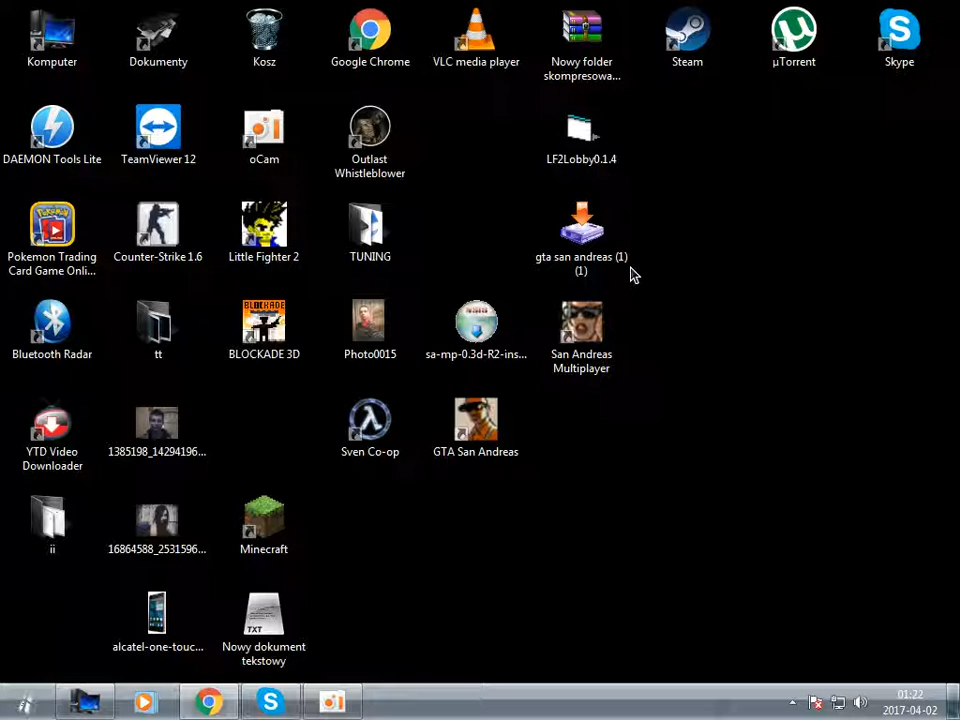 Komputer
Dokumenty
Kosz
Google Chrome
VLC media player
Nowy folder
skompresowa...
Steam
µTorrent
Skype
DAEMON Tools Lite
TeamViewer 12
oCam
Outlast
Whistleblower
LF2Lobby0.1.4
Pokemon Trading
Card Game Onli...
Counter-Strike 1.6
Little Fighter 2
TUNING
gta san andreas (1)
(1)
Bluetooth Radar
tt
BLOCKADE
BLOCKADE 3D
Photo0015
sa-mp-0.3d-R2-ins...
San Andreas
Multiplayer
YTD Video
Downloader
1385198_14294196...
Sven Co-op
GTA San Andreas
ii
16864588_2531596...
Minecraft
alcatel-one-touc...
TXT
Nowy dokument
tekstowy
01:22
2017-04-02